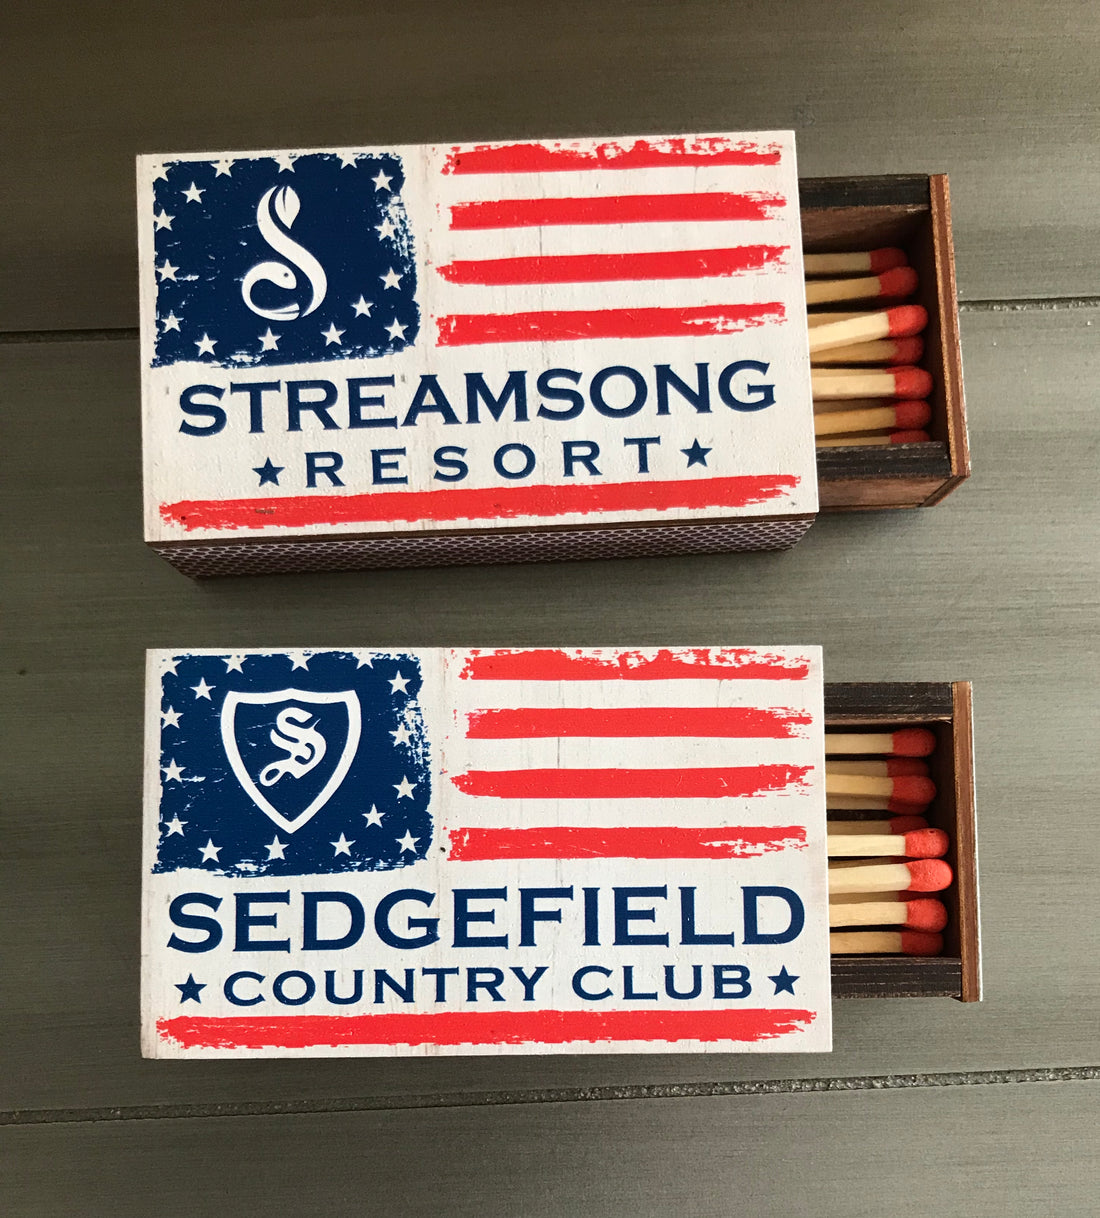 STREAMSONG
★RESORT★
S
SEDGEFIELD
★COUNTRY CLUB★